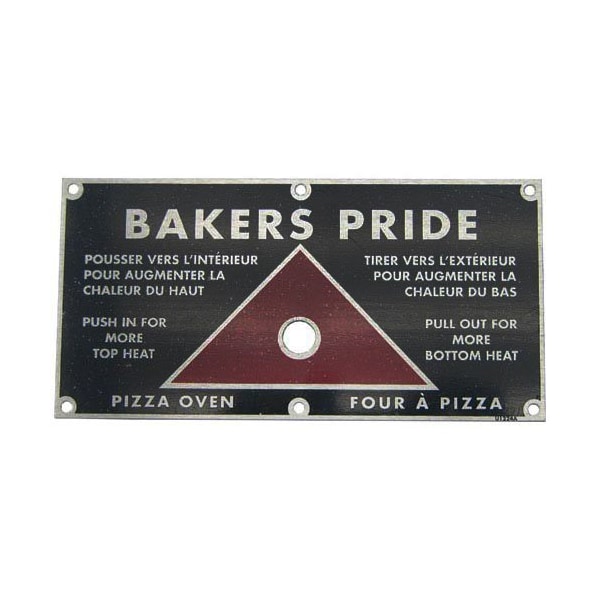 BAKERS PRIDE
POUSSER VERS L'INTÉRIEUR
POUR AUGMENTER LA
CHALEUR DU HAUT
PUSH IN FOR
MORE
TOP HEAT
TIRER VERS L'EXTÉRIEUR
POUR AUGMENTER LA
CHALEUR DU BAS
PULL OUT FOR
MORE
BOTTOM HEAT
PIZZA OVEN
FOUR À PIZZA